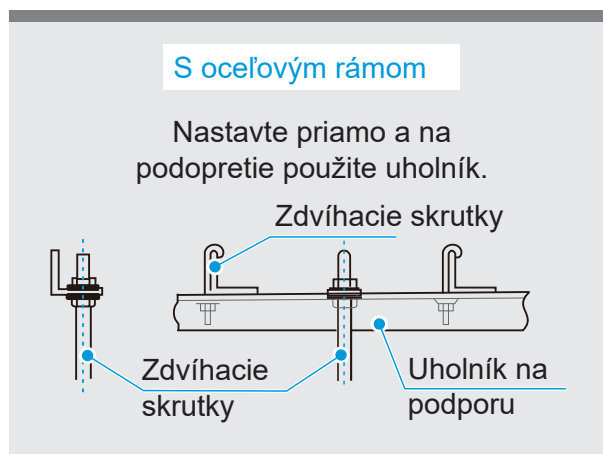 S oceľovým rámom
Nastavte priamo a na
podopretie použite uholník.
Zdvíhacie skrutky
Zdvíhacie
skrutky
Uholník na
podporu